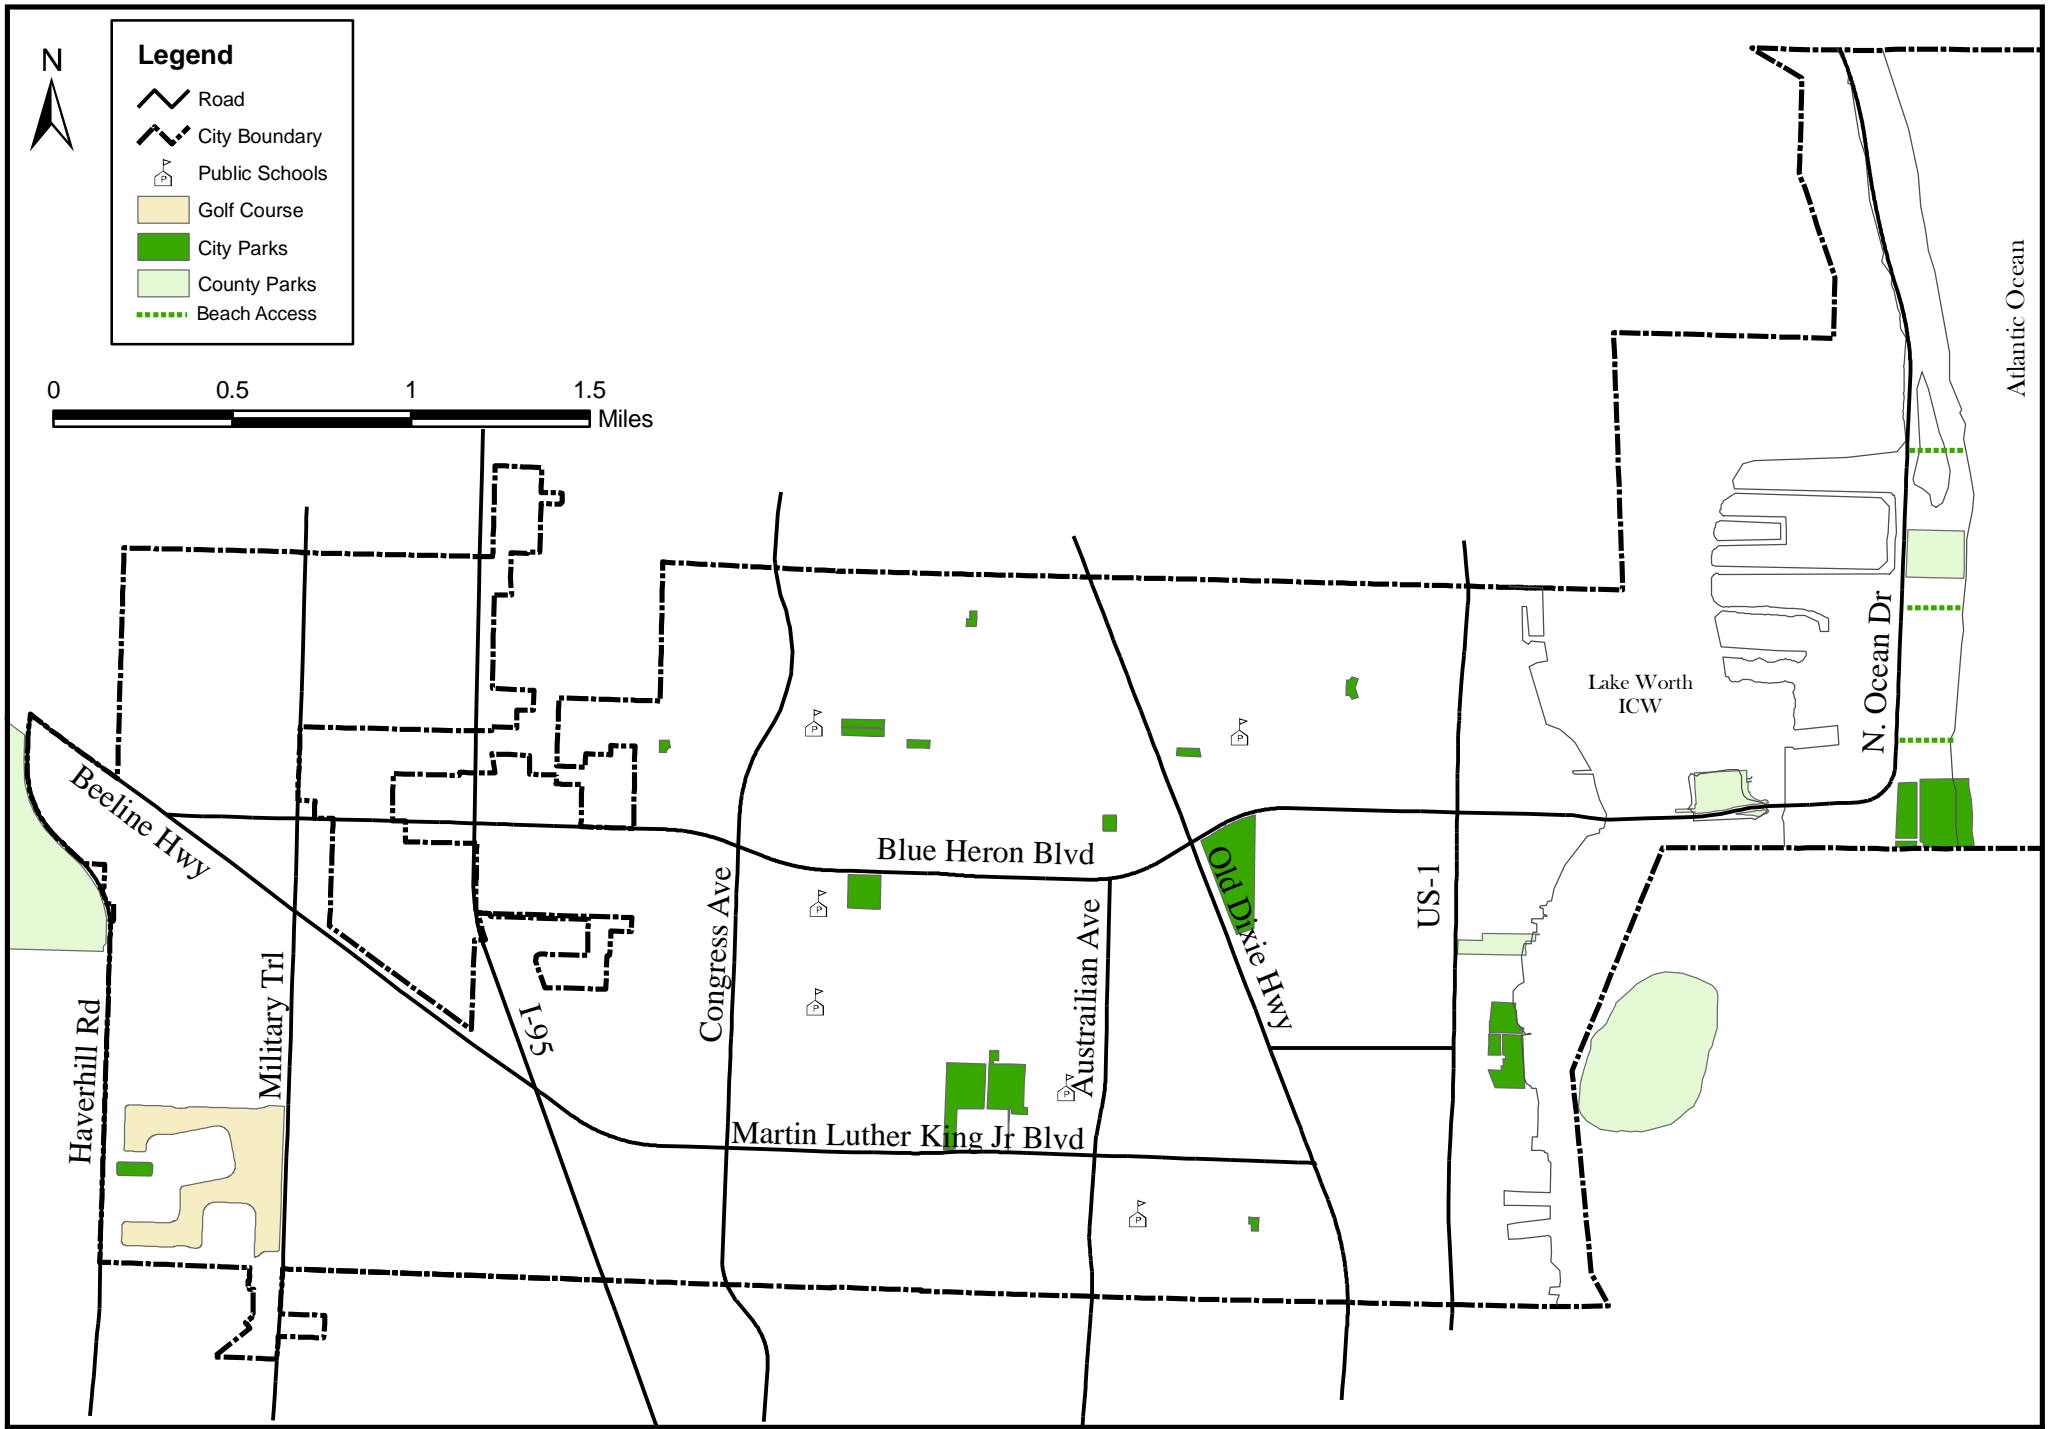 N
Legend
Road
City Boundary
P
Public Schools
Golf Course
City Parks
County Parks
Beach Access
0 0.5 1 1.5
Miles
Atlantic Ocean
Lake Worth
ICW
N. Ocean Dr
P
P
Beeline Hwy
Blue Heron Blvd
Old Dixie Hwy
US-1
Congress Ave
P
Austrailian Ave
Military Trl
Haverhill Rd
I-95
P
P
Martin Luther King Jr Blvd
P